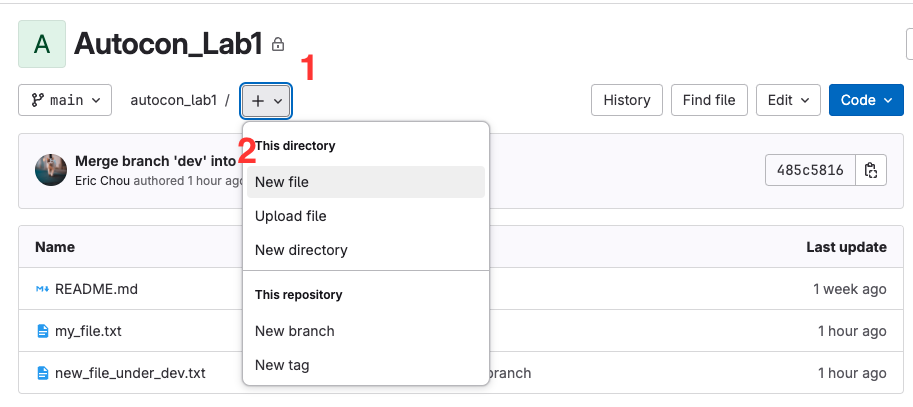 A
Autocon_Lab1
1
main
autocon_lab1 /
+
History
Find file
Edit
Code
2
This directory
Merge branch 'dev' into
Eric Chou authored 1 hour ago
485c5816
New file
Upload file
New directory
Name
Last update
This repository
README.md
1 week ago
New branch
my_file.txt
1 hour ago
New tag
new_file_under_dev.txt
branch
1 hour ago